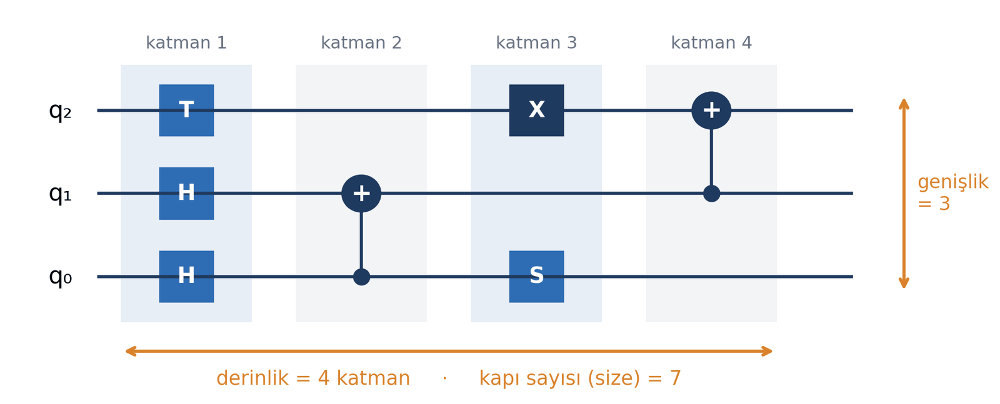 katman 1 katman 2 katman 3 katman 4
q₂ T X +
q₁ H +
q₀ H S
genişlik
= 3
derinlik = 4 katman · kapı sayısı (size) = 7